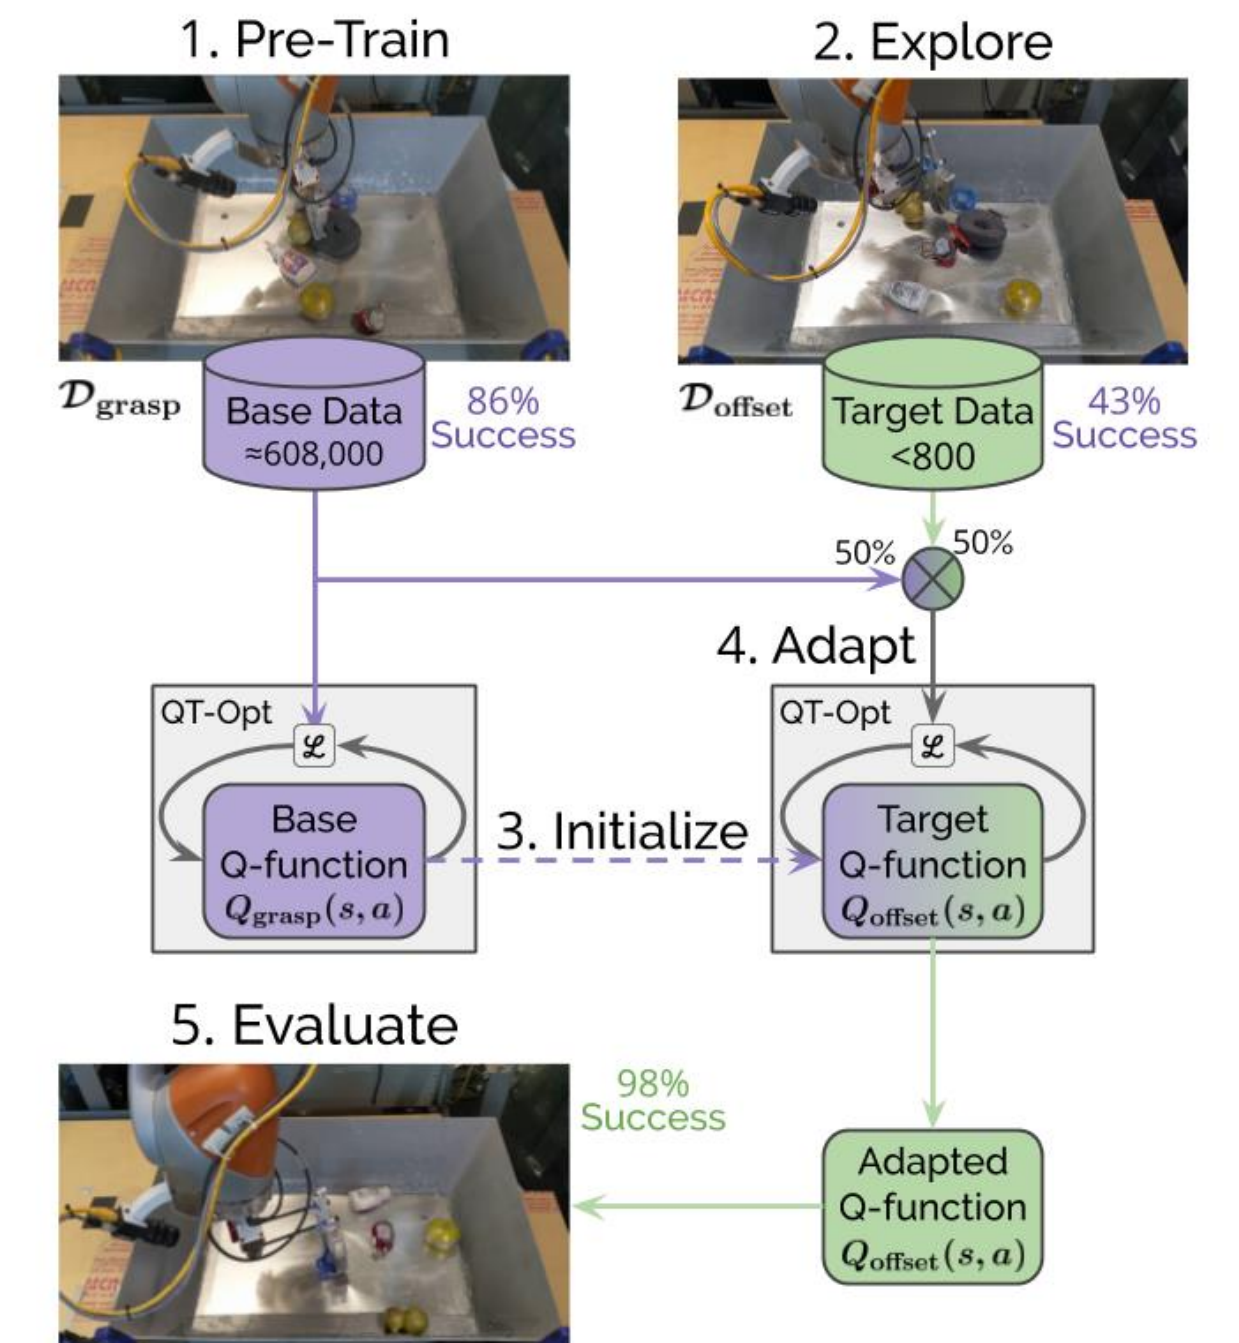 1. Pre-Train
2. Explore
𝒟grasp
Base Data
≈608,000
86%
Success
𝒟offset
Target Data
<800
43%
Success
50%
50%
4. Adapt
QT-Opt
ℒ
Base
Q-function
Qgrasp(s, a)
3. Initialize
QT-Opt
ℒ
Target
Q-function
Qoffset(s, a)
5. Evaluate
98%
Success
Adapted
Q-function
Qoffset(s, a)